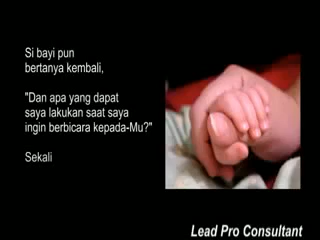 Si bayi pun
bertanya kembali,
"Dan apa yang dapat
saya lakukan saat saya
ingin berbicara kepada-Mu?"
Sekali
Lead Pro Consultant